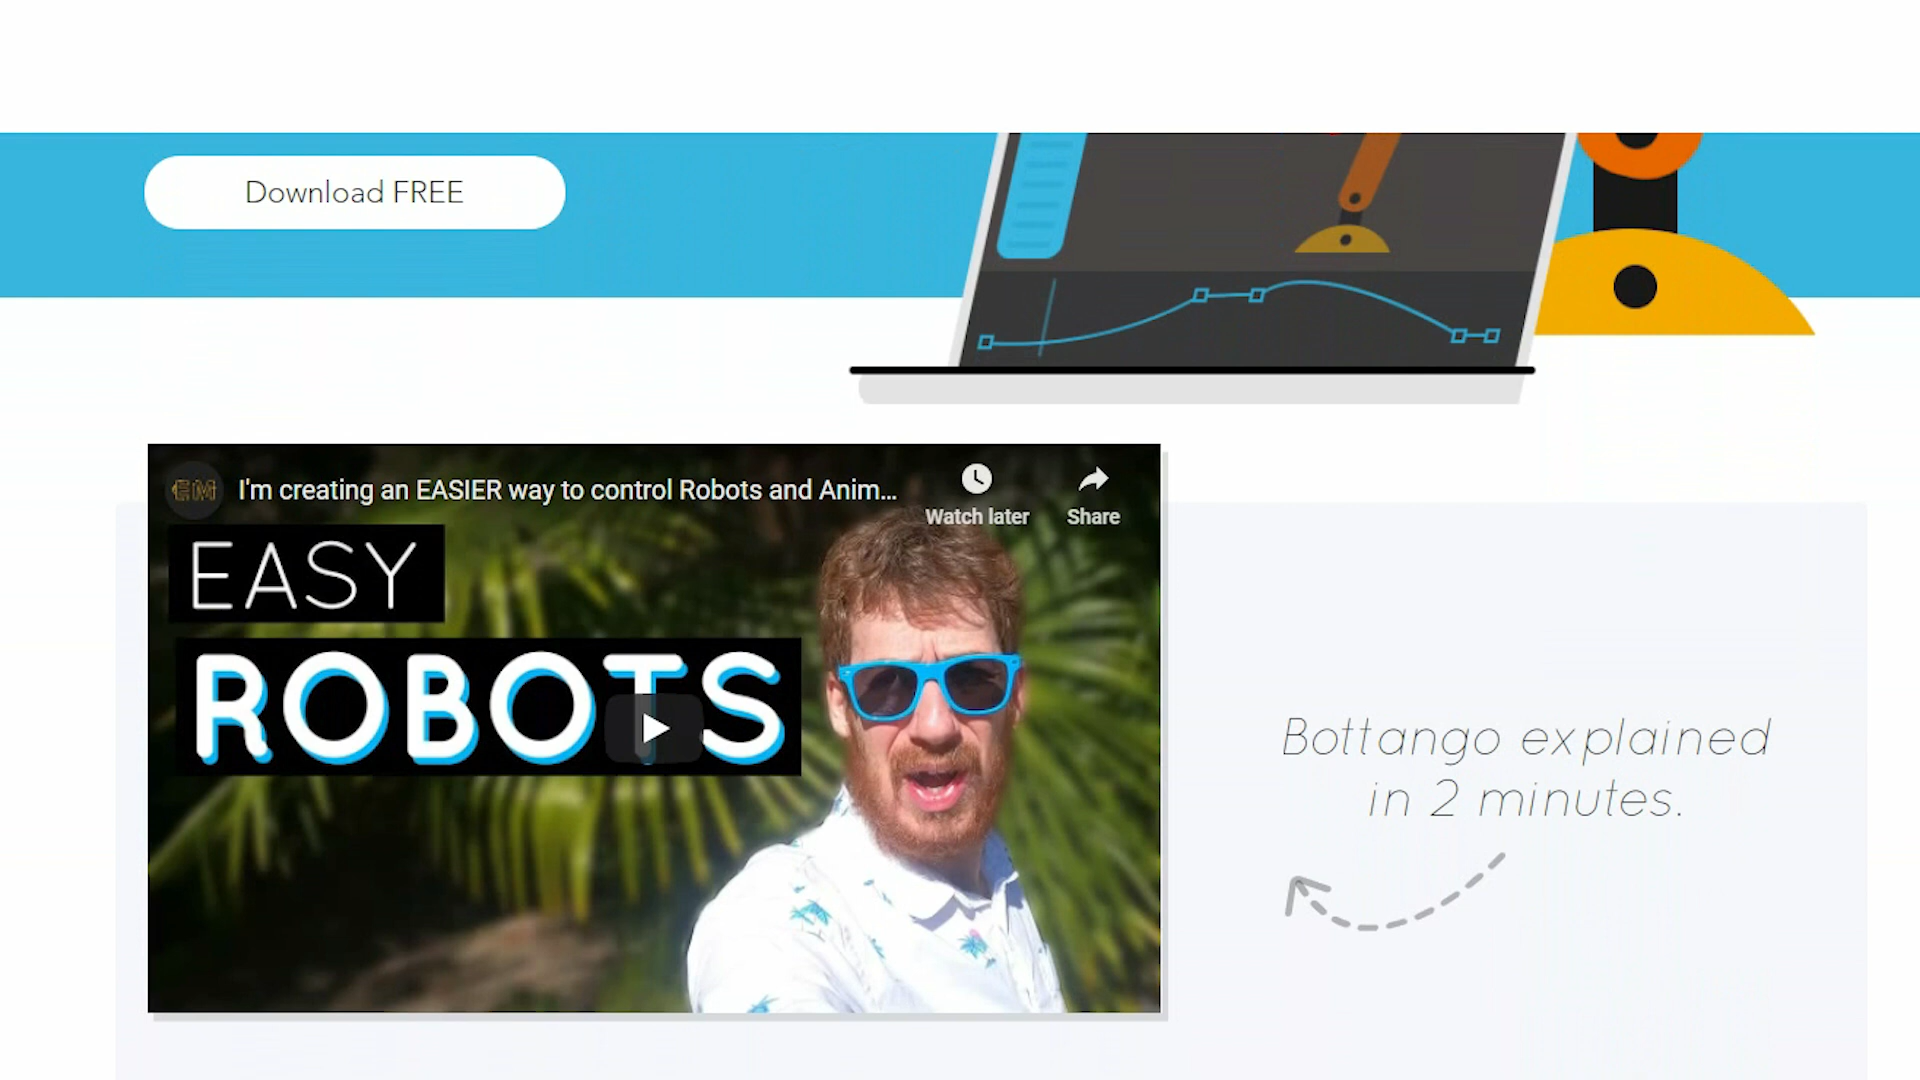 Download FREE
EM
I'm creating an EASIER way to control Robots and Anim...
Watch later
Share
EASY
ROBOTS
Bottango explained
in 2 minutes.